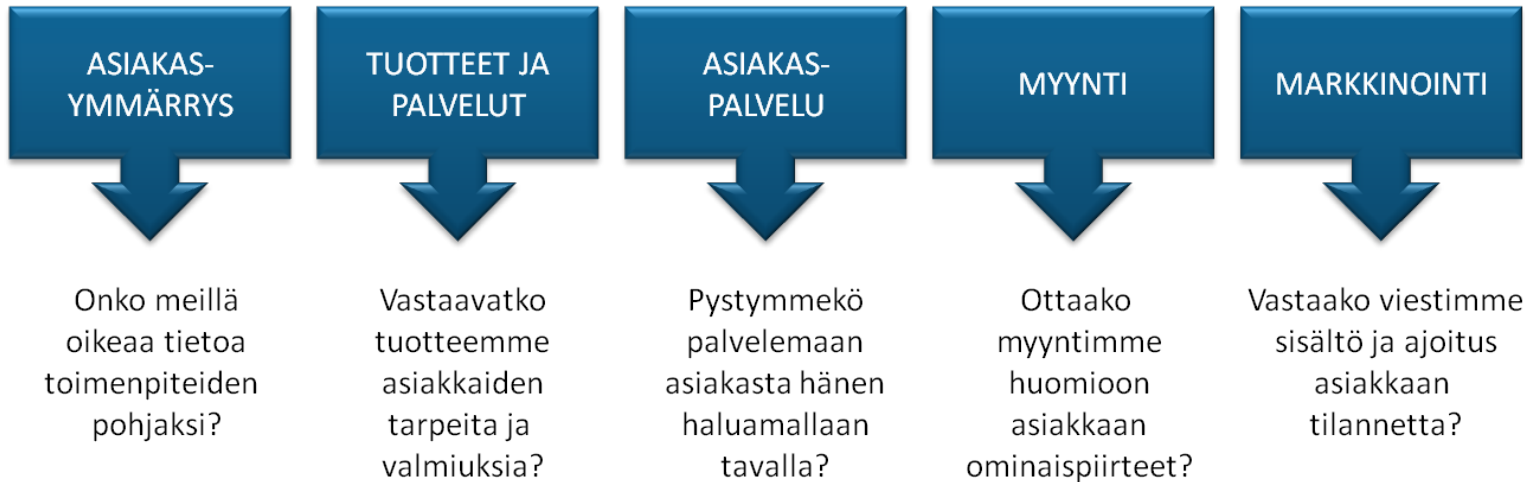 ASIAKAS-
YMMÄRRYS
TUOTTEET JA
PALVELUT
ASIAKAS-
PALVELU
MYYNTI
MARKKINOINTI
Onko meillä
oikeaa tietoa
toimenpiteiden
pohjaksi?
Vastaavatko
tuotteemme
asiakkaiden
tarpeita ja
valmiuksia?
Pystymmekö
palvelemaan
asiakasta hänen
haluamallaan
tavalla?
Ottaako
myyntimme
huomioon
asiakkaan
ominaispiirteet?
Vastaako viestimme
sisältö ja ajoitus
asiakkaan
tilannetta?